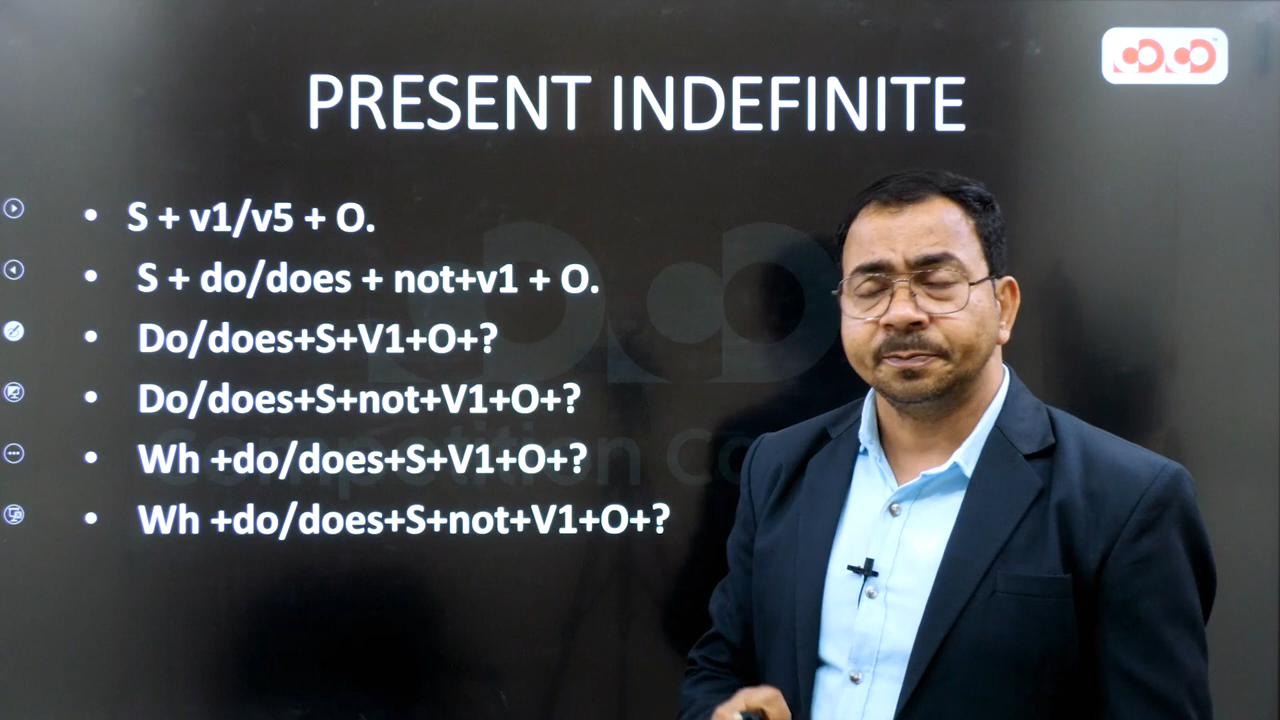 PRESENT INDEFINITE
• S + v1/v5 + O.
• S + do/does + not+v1 + O.
• Do/does+S+V1+O+?
• Do/does+S+not+V1+O+?
• Wh +do/does+S+V1+O+?
• Wh +do/does+S+not+V1+O+?